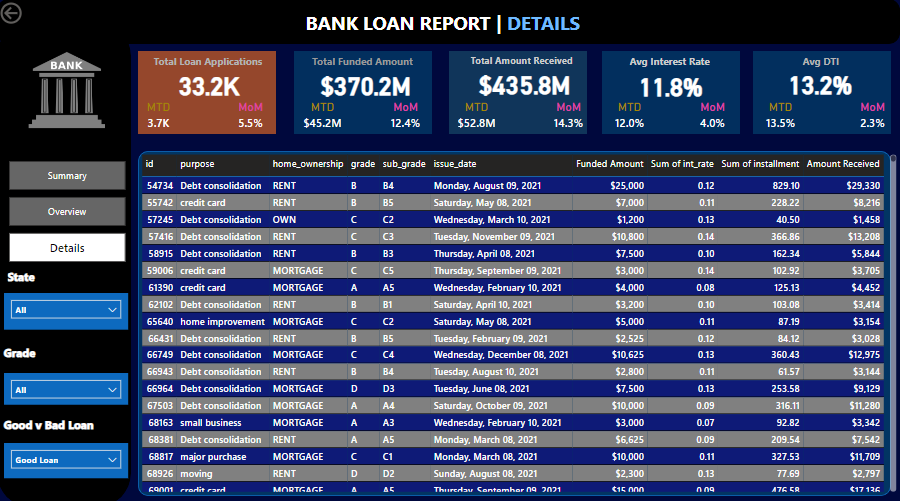 BANK LOAN REPORT | DETAILS
BANK
Total Loan Applications
33.2K
MTD MoM
3.7K 5.5%
Total Funded Amount
$370.2M
MTD MoM
$45.2M 12.4%
Total Amount Received
$435.8M
MTD MoM
$52.8M 14.3%
Avg Interest Rate
11.8%
MTD MoM
12.0% 4.0%
Avg DTI
13.2%
MTD MoM
13.5% 2.3%
Summary
Overview
Details
State
All
Grade
All
Good v Bad Loan
Good Loan
id purpose home_ownership grade sub_grade issue_date Funded Amount Sum of int_rate Sum of installment Amount Received
54734 Debt consolidation RENT B B4 Monday, August 09, 2021 $25,000 0.12 829.10 $29,330
55742 credit card RENT B B5 Saturday, May 08, 2021 $7,000 0.11 228.22 $8,216
57245 Debt consolidation OWN C C2 Wednesday, March 10, 2021 $1,200 0.13 40.50 $1,458
57416 Debt consolidation RENT C C3 Tuesday, November 09, 2021 $10,800 0.14 366.86 $13,208
58915 Debt consolidation RENT B B3 Thursday, April 08, 2021 $7,500 0.10 162.34 $5,844
59006 credit card MORTGAGE C C5 Thursday, September 09, 2021 $3,000 0.14 102.92 $3,705
61390 credit card MORTGAGE A A5 Wednesday, February 10, 2021 $4,000 0.08 125.13 $4,452
62102 Debt consolidation RENT B B1 Saturday, April 10, 2021 $3,200 0.10 103.08 $3,414
65640 home improvement MORTGAGE C C2 Saturday, May 08, 2021 $5,000 0.11 87.19 $3,154
66431 Debt consolidation RENT B B5 Tuesday, February 09, 2021 $2,525 0.12 84.12 $3,028
66749 Debt consolidation MORTGAGE C C4 Wednesday, December 08, 2021 $10,625 0.13 360.43 $12,975
66943 Debt consolidation RENT B B4 Tuesday, August 10, 2021 $2,800 0.11 61.57 $3,144
66964 Debt consolidation MORTGAGE D D3 Tuesday, June 08, 2021 $7,500 0.13 253.58 $9,129
67503 Debt consolidation MORTGAGE A A4 Saturday, October 09, 2021 $10,000 0.09 316.11 $11,280
68163 small business MORTGAGE A A3 Wednesday, February 10, 2021 $3,000 0.07 92.82 $3,342
68381 Debt consolidation RENT A A5 Monday, March 08, 2021 $6,625 0.09 209.54 $7,542
68817 major purchase MORTGAGE C C1 Monday, March 08, 2021 $10,000 0.11 327.53 $11,709
68926 moving RENT D D2 Sunday, August 08, 2021 $2,300 0.13 77.69 $2,797
69001 credit card MORTGAGE A A5 Thursday, September 09, 2021 $15,000 0.09 476.58 $17,136